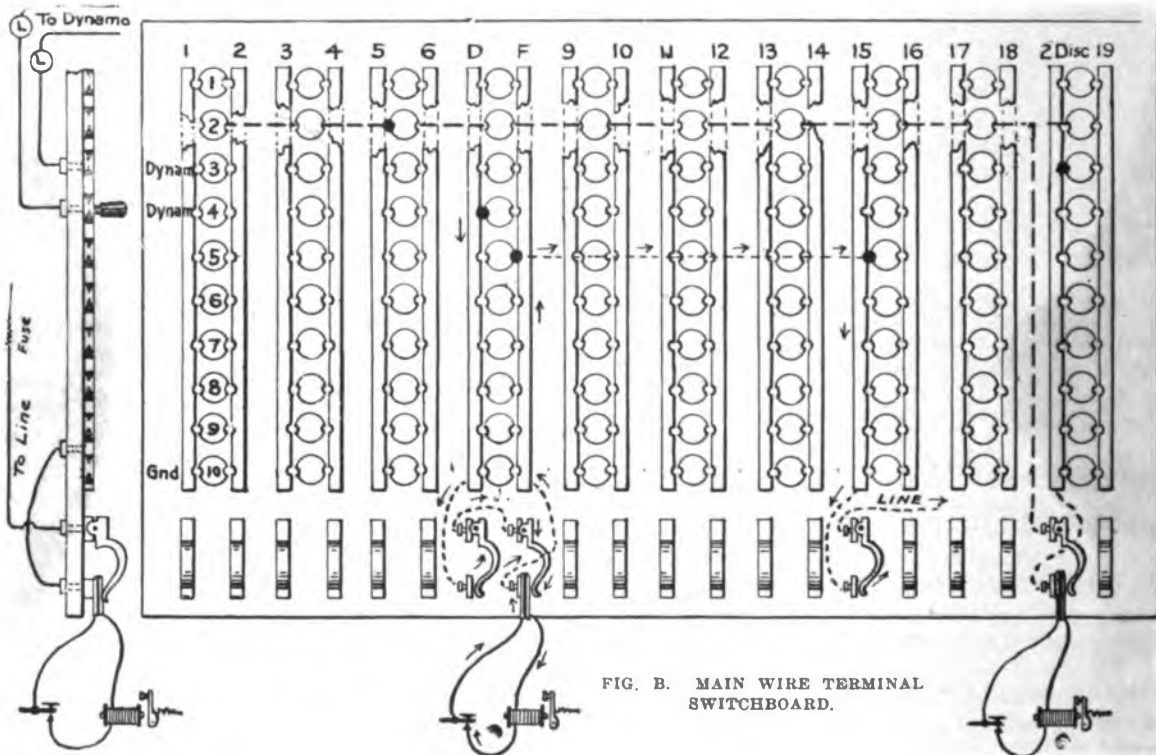 To Dynamo
L
L
1 2 3 4 5 6 D F 9 10 W 12 13 14 15 16 17 18 2 Disc 19
1
2
Dynam 3
Dynam 4
5
6
7
8
9
Gnd 10
To Line Fuse
LINE
FIG. B. MAIN WIRE TERMINAL
SWITCHBOARD.